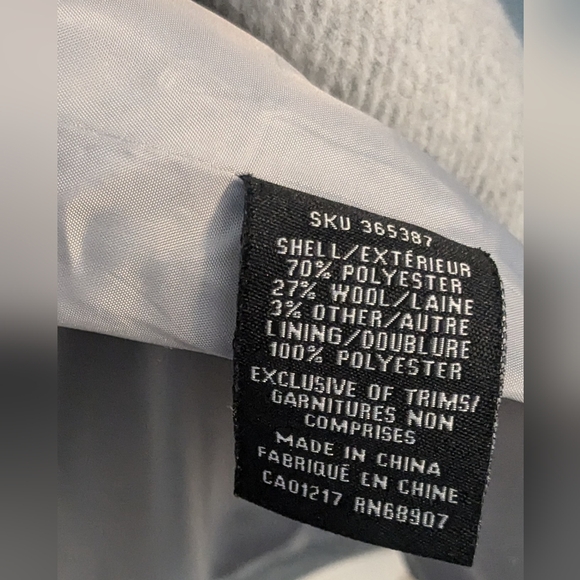 SKU 365387
SHELL/EXTÉRIEUR
70% POLYESTER
27% WOOL/LAINE
3% OTHER/AUTRE
LINING/DOUBLURE
100% POLYESTER
EXCLUSIVE OF TRIMS/
GARNITURES NON
COMPRISES
MADE IN CHINA
FABRIQUÉ EN CHINE
CA01217 RN68907